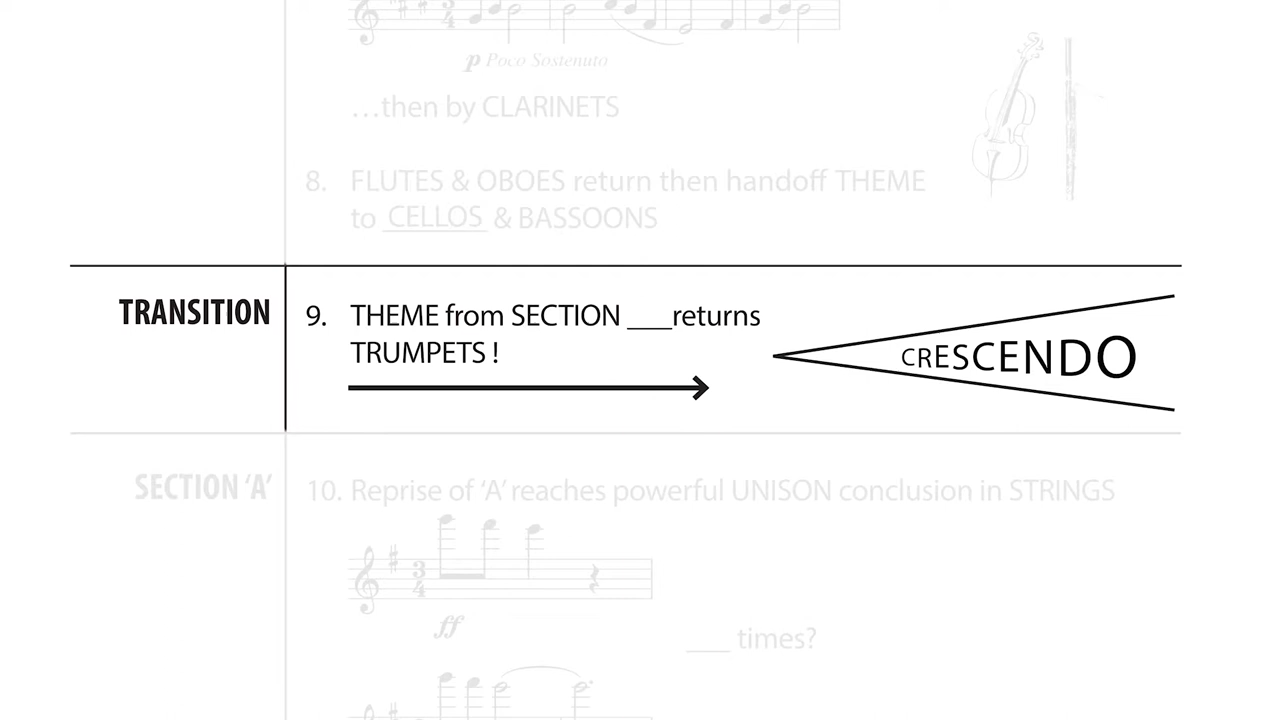 p Poco Sostenuto
…then by CLARINETS
8. FLUTES & OBOES return then handoff THEME
to CELLOS & BASSOONS
TRANSITION
9. THEME from SECTION ___returns
TRUMPETS !
CRESCENDO
SECTION ‘A’
10. Reprise of ‘A’ reaches powerful UNISON conclusion in STRINGS
ff
___ times?